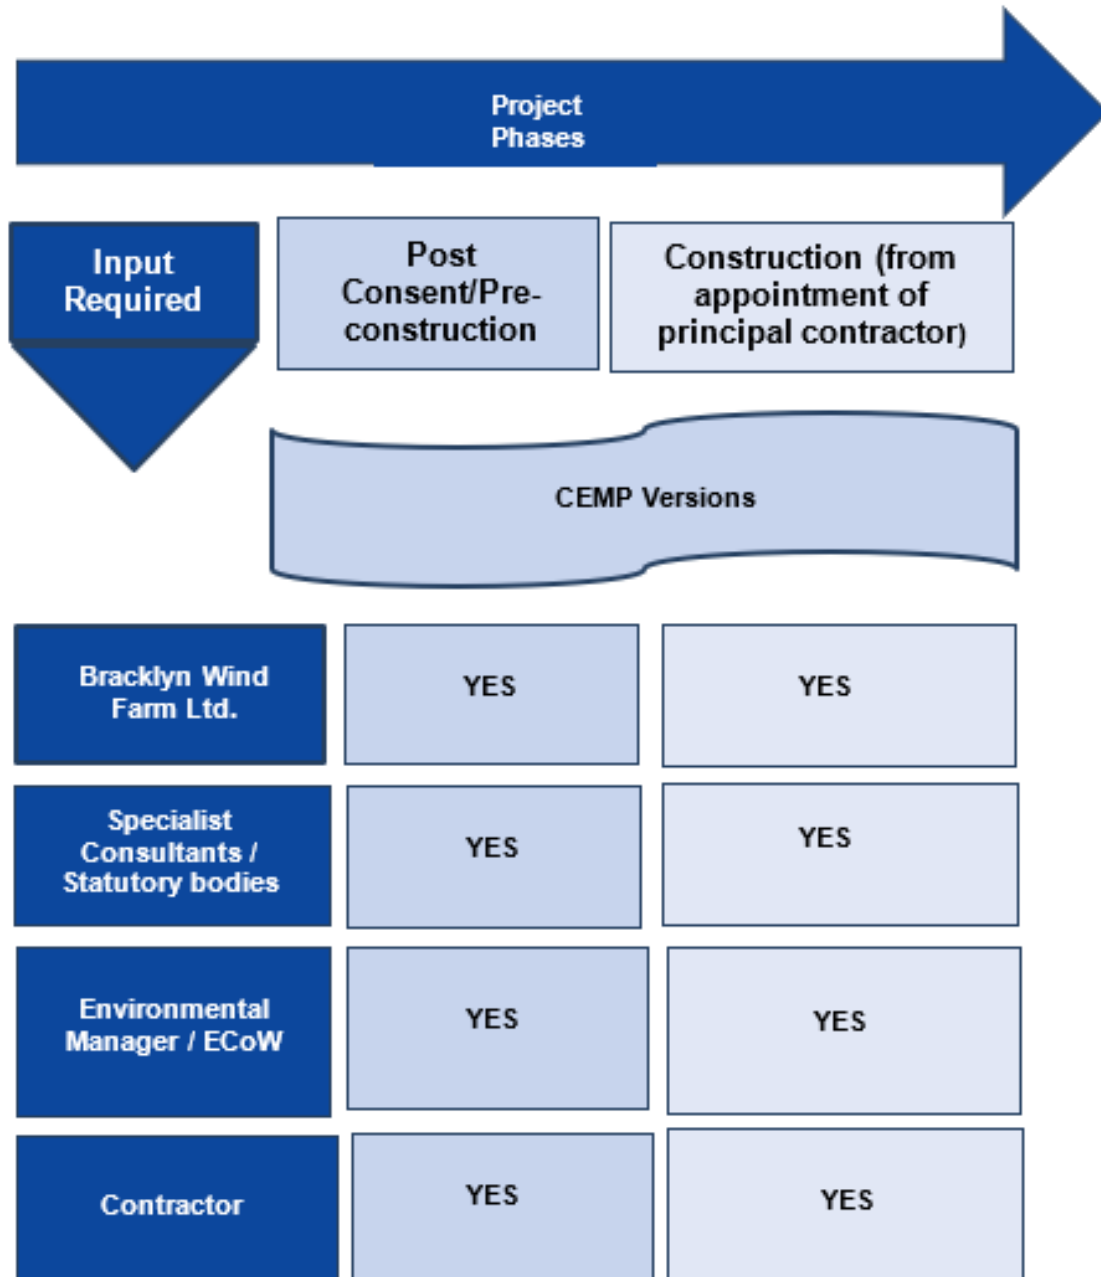 Project
Phases
Input
Required
Post
Consent/Pre-
construction
Construction (from
appointment of
principal contractor)
CEMP Versions
Bracklyn Wind
Farm Ltd.
YES
YES
Specialist
Consultants /
Statutory bodies
YES
YES
Environmental
Manager / ECoW
YES
YES
Contractor
YES
YES